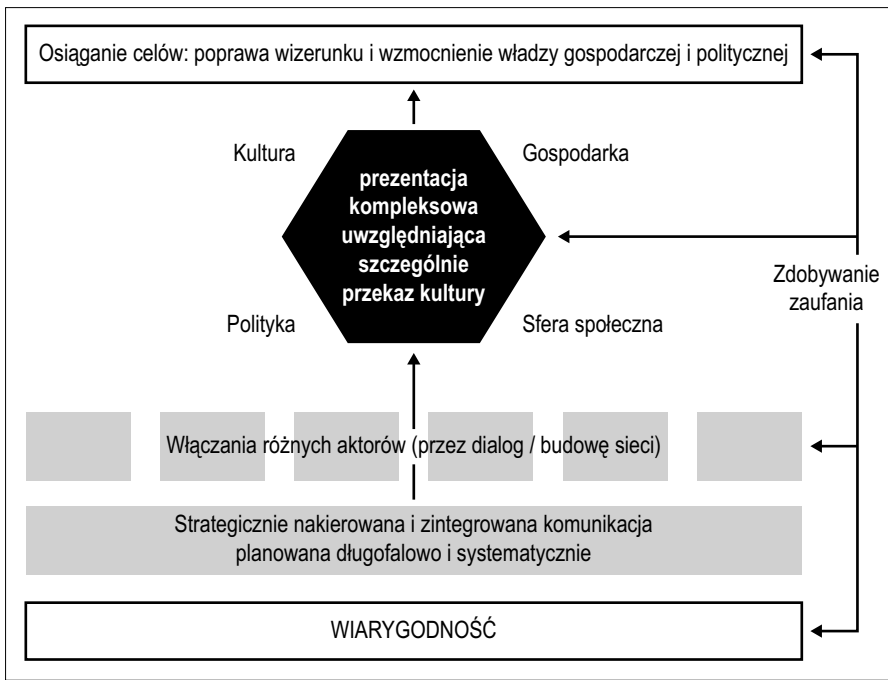 Osiąganie celów: poprawa wizerunku i wzmocnienie władzy gospodarczej i politycznej
Kultura
Gospodarka
prezentacja
kompleksowa
uwzględniająca
szczególnie
przekaz kultury
Zdobywanie
zaufania
Polityka
Sfera społeczna
Włączania różnych aktorów (przez dialog / budowę sieci)
Strategicznie nakierowana i zintegrowana komunikacja
planowana długofalowo i systematycznie
WIARYGODNOŚĆ